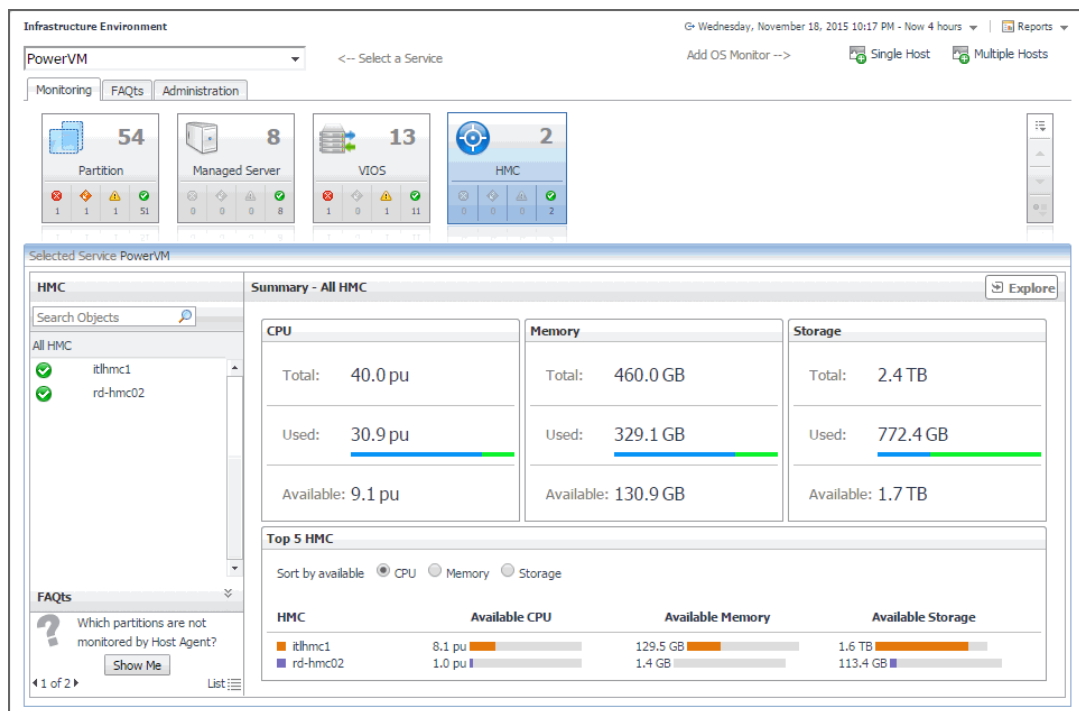 Infrastructure Environment
Wednesday, November 18, 2015 10:17 PM - Now 4 hours
Reports
PowerVM
<-- Select a Service
Add OS Monitor -->
Single Host
Multiple Hosts
Monitoring
FAQts
Administration
54
Partition
1 1 1 51
8
Managed Server
0 0 0 8
13
VIOS
1 0 1 11
2
HMC
0 0 0 2
Selected Service PowerVM
HMC
Search Objects
All HMC
itlhmc1
rd-hmc02
FAQts
Which partitions are not
monitored by Host Agent?
Show Me
1 of 2
List
Summary - All HMC
Explore
CPU
Total: 40.0 pu
Used: 30.9 pu
Available: 9.1 pu
Memory
Total: 460.0 GB
Used: 329.1 GB
Available: 130.9 GB
Storage
Total: 2.4 TB
Used: 772.4 GB
Available: 1.7 TB
Top 5 HMC
Sort by available CPU Memory Storage
HMC Available CPU Available Memory Available Storage
itlhmc1 8.1 pu 129.5 GB 1.6 TB
rd-hmc02 1.0 pu 1.4 GB 113.4 GB